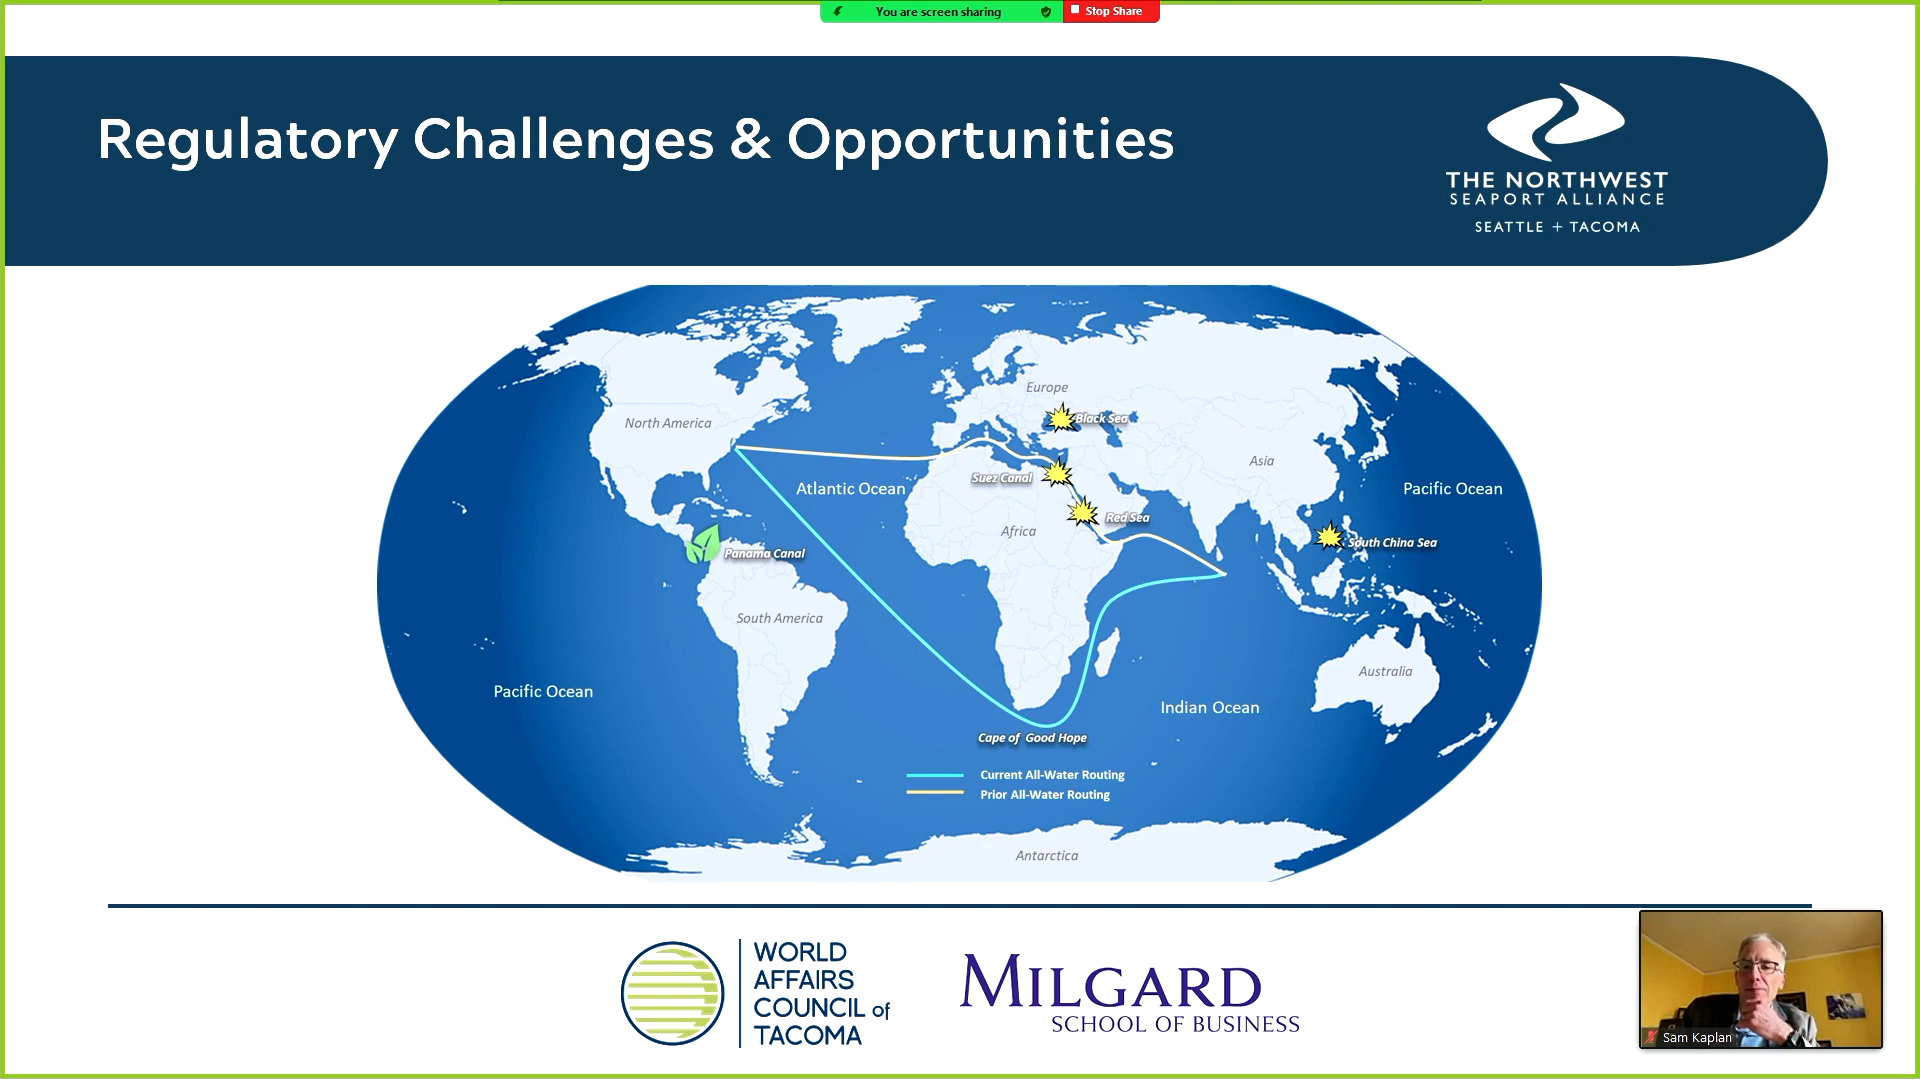 You are screen sharing
Stop Share
Regulatory Challenges & Opportunities
THE NORTHWEST
SEAPORT ALLIANCE
SEATTLE + TACOMA
Europe
Black Sea
North America
Asia
Suez Canal
Atlantic Ocean
Pacific Ocean
Red Sea
Africa
South China Sea
Panama Canal
South America
Australia
Pacific Ocean
Indian Ocean
Cape of Good Hope
Current All-Water Routing
Prior All-Water Routing
Antarctica
WORLD
AFFAIRS
COUNCIL of
TACOMA
MILGARD
SCHOOL OF BUSINESS
Sam Kaplan